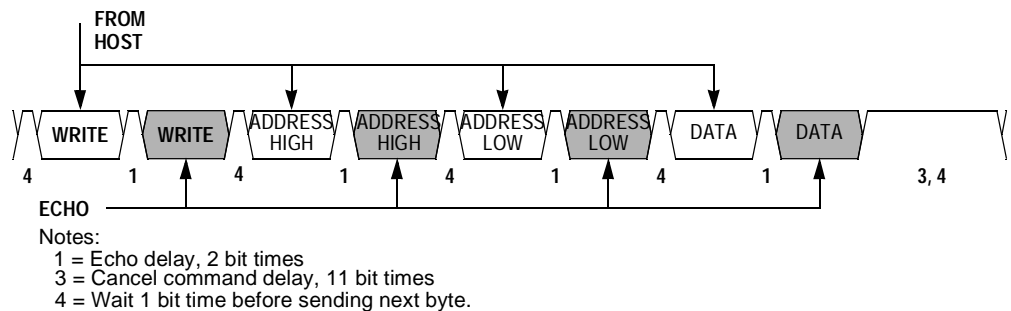 FROM
HOST
WRITE WRITE ADDRESS HIGH ADDRESS HIGH ADDRESS LOW ADDRESS LOW DATA DATA
4 1 4 1 4 1 4 1 3, 4
ECHO
Notes:
1 = Echo delay, 2 bit times
3 = Cancel command delay, 11 bit times
4 = Wait 1 bit time before sending next byte.